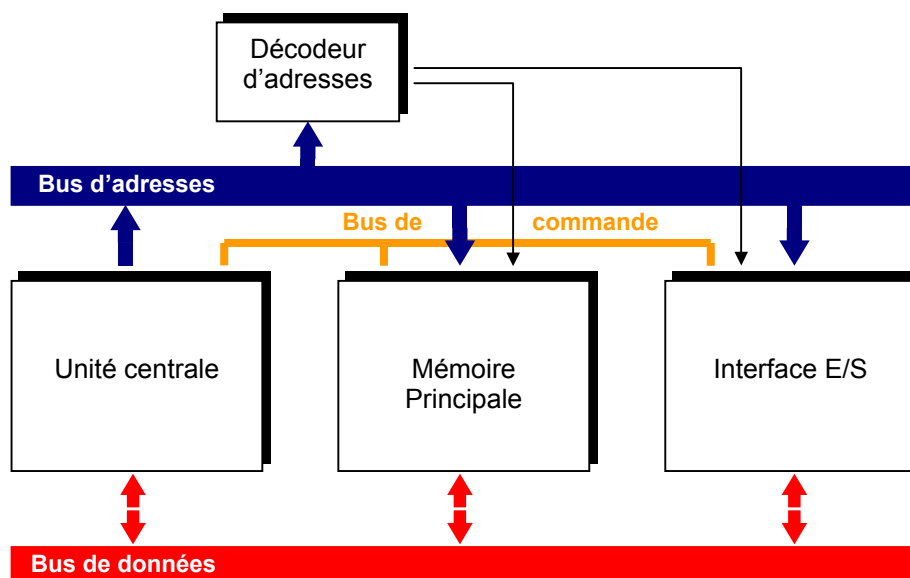 Décodeur
d’adresses
Bus d’adresses
Bus de commande
Unité centrale
Mémoire
Principale
Interface E/S
Bus de données